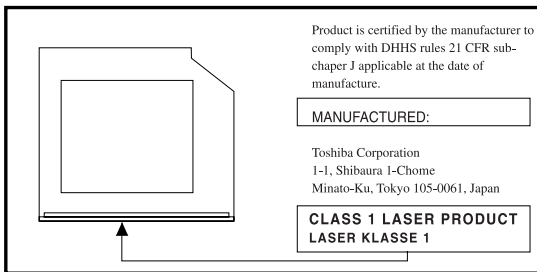 Product is certified by the manufacturer to
comply with DHHS rules 21 CFR sub-
chaper J applicable at the date of
manufacture.
MANUFACTURED:
Toshiba Corporation
1-1, Shibaura 1-Chome
Minato-Ku, Tokyo 105-0061, Japan
CLASS 1 LASER PRODUCT
LASER KLASSE 1